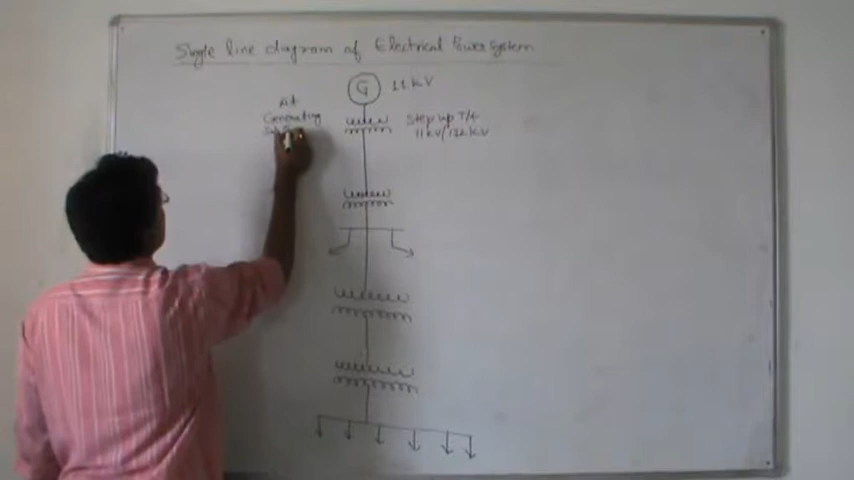 Single line diagram of Electrical Power System
G 11 kV
At
Generating
Step up T/f
11 kV/132 kV